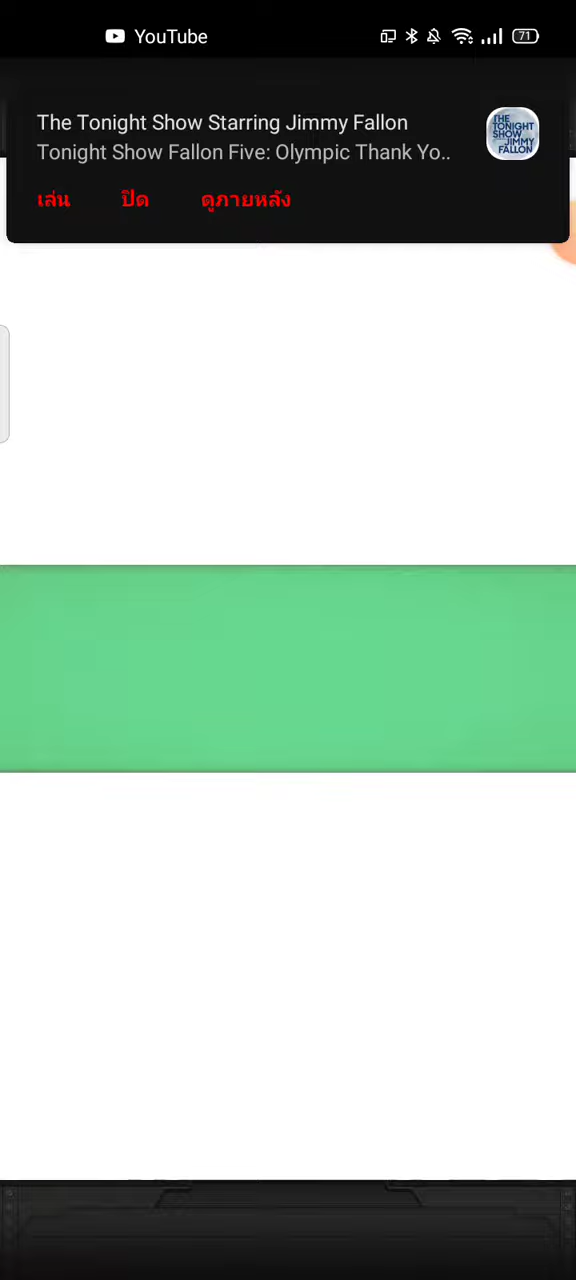 YouTube
71
The Tonight Show Starring Jimmy Fallon
Tonight Show Fallon Five: Olympic Thank Yo..
THE TONIGHT SHOW JIMMY FALLON
เล่น ปิด ดูภายหลัง